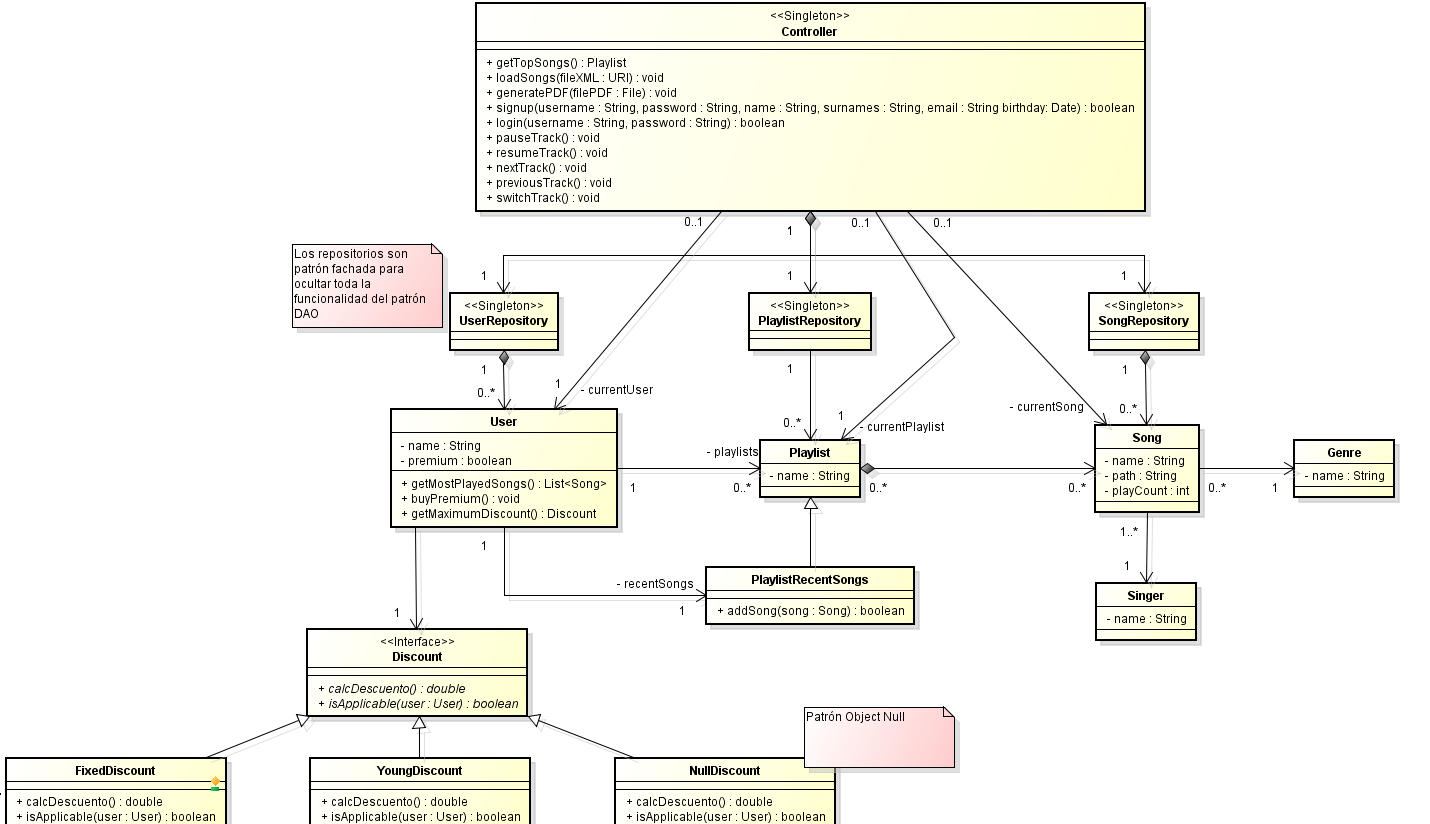 <<Singleton>>
Controller
+ getTopSongs() : Playlist
+ loadSongs(fileXML : URI) : void
+ generatePDF(filePDF : File) : void
+ signup(username : String, password : String, name : String, surnames : String, email : String birthday: Date) : boolean
+ login(username : String, password : String) : boolean
+ pauseTrack() : void
+ resumeTrack() : void
+ nextTrack() : void
+ previousTrack() : void
+ switchTrack() : void
0..1
1
0..1
0..1
Los repositorios son
patrón fachada para
ocultar toda la
funcionalidad del patrón
DAO
1
1
1
<<Singleton>>
UserRepository
<<Singleton>>
PlaylistRepository
<<Singleton>>
SongRepository
1
1
1
0..*
1
- currentUser
0..*
1
- currentPlaylist
- currentSong
0..*
User
- name : String
- premium : boolean
+ getMostPlayedSongs() : List<Song>
+ buyPremium() : void
+ getMaximumDiscount() : Discount
- playlists
1
0..*
Playlist
- name : String
0..*
0..*
Song
- name : String
- path : String
- playCount : int
0..*
1
Genre
- name : String
1
- recentSongs
1
PlaylistRecentSongs
+ addSong(song : Song) : boolean
1..*
1
Singer
- name : String
1
<<Interface>>
Discount
+ calcDescuento() : double
+ isApplicable(user : User) : boolean
Patrón Object Null
FixedDiscount
+ calcDescuento() : double
+ isApplicable(user : User) : boolean
YoungDiscount
+ calcDescuento() : double
+ isApplicable(user : User) : boolean
NullDiscount
+ calcDescuento() : double
+ isApplicable(user : User) : boolean